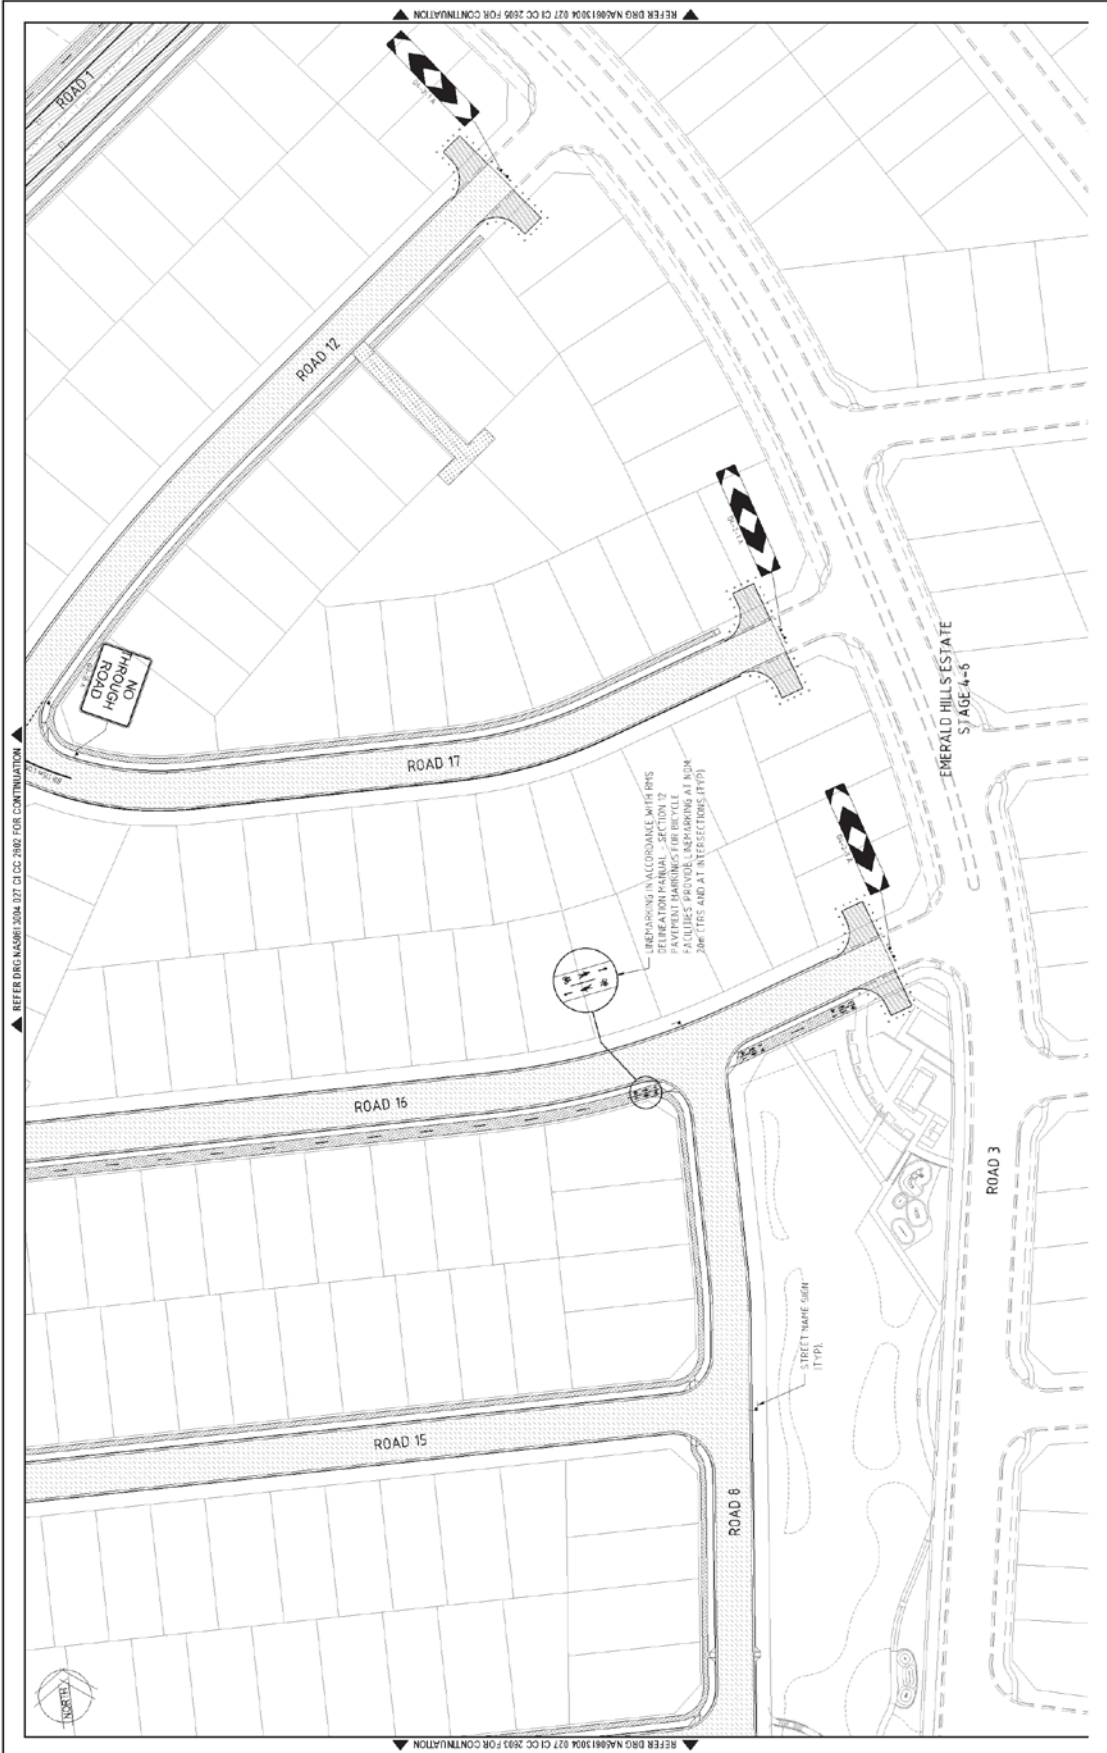 REFER DRG NA50613004 027 CI CC 2605 FOR CONTINUATION
ROAD 1
ROAD 12
NO
THROUGH
ROAD
REFER DRG NA50613004 027 CI CC 2602 FOR CONTINUATION
ROAD 17
EMERALD HILLS ESTATE
STAGE 4-6
LINEMARKING IN ACCORDANCE WITH RMS
DELINEATION MANUAL - SECTION 12
PAVEMENT MARKINGS FOR BICYCLE
FACILITIES. PROVIDE LINEMARKING AT NOM.
20m CTRS AND AT INTERSECTIONS (TYP)
ROAD 16
ROAD 3
STREET NAME SIGN
(TYP).
ROAD 15
ROAD 8
NORTH
REFER DRG NA50613004 027 CI CC 2603 FOR CONTINUATION